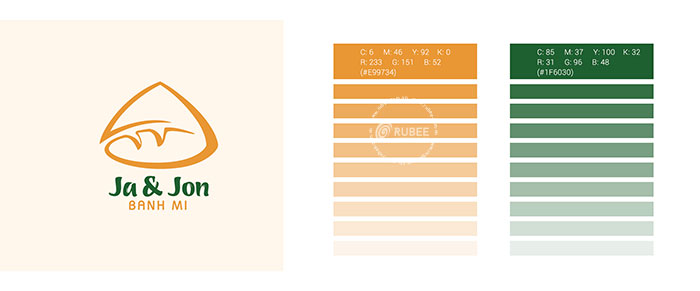 Ja & Jon
BANH MI
C: 6 M: 46 Y: 92 K: 0
R: 233 G: 151 B: 52
(#E99734)
RUBEE
C: 85 M: 37 Y: 100 K: 32
R: 31 G: 96 B: 48
(#1F6030)